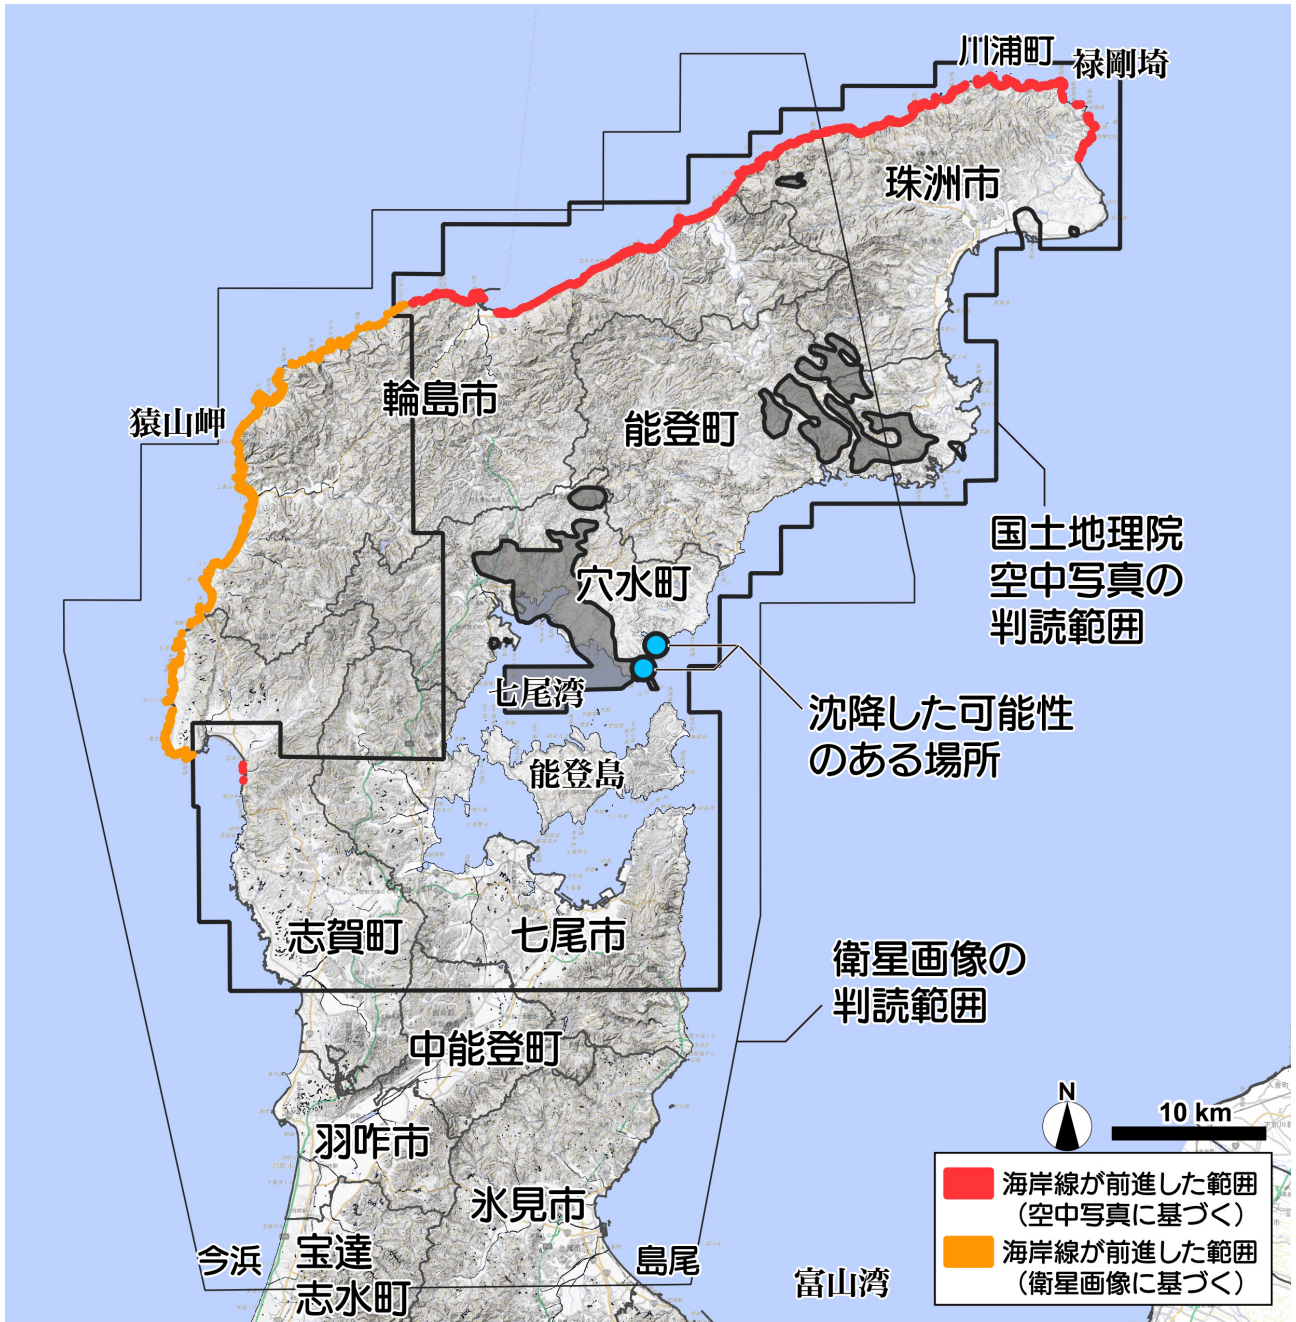 川浦町
禄剛埼
珠洲市
輪島市
猿山岬
能登町
国土地理院
空中写真の
判読範囲
穴水町
七尾湾
沈降した可能性
のある場所
能登島
志賀町
七尾市
衛星画像の
判読範囲
中能登町
羽咋市
氷見市
今浜
宝達
志水町
島尾
富山湾
N
10 km
海岸線が前進した範囲
(空中写真に基づく)
海岸線が前進した範囲
(衛星画像に基づく)